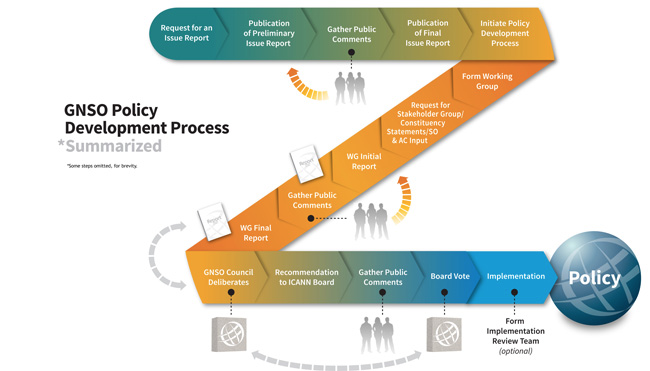 Request for an
Issue Report
Publication
of Preliminary
Issue Report
Gather Public
Comments
Publication
of Final
Issue Report
Initiate Policy
Development
Process
Form Working
Group
GNSO Policy
Development Process
*Summarized
*Some steps omitted, for brevity.
Request for
Stakeholder Group/
Constituency
Statements/SO
& AC Input
WG Initial
Report
Report
Gather Public
Comments
Report
WG Final
Report
GNSO Council
Deliberates
Recommendation
to ICANN Board
Gather Public
Comments
Board Vote
Implementation
Policy
Form
Implementation
Review Team
(optional)